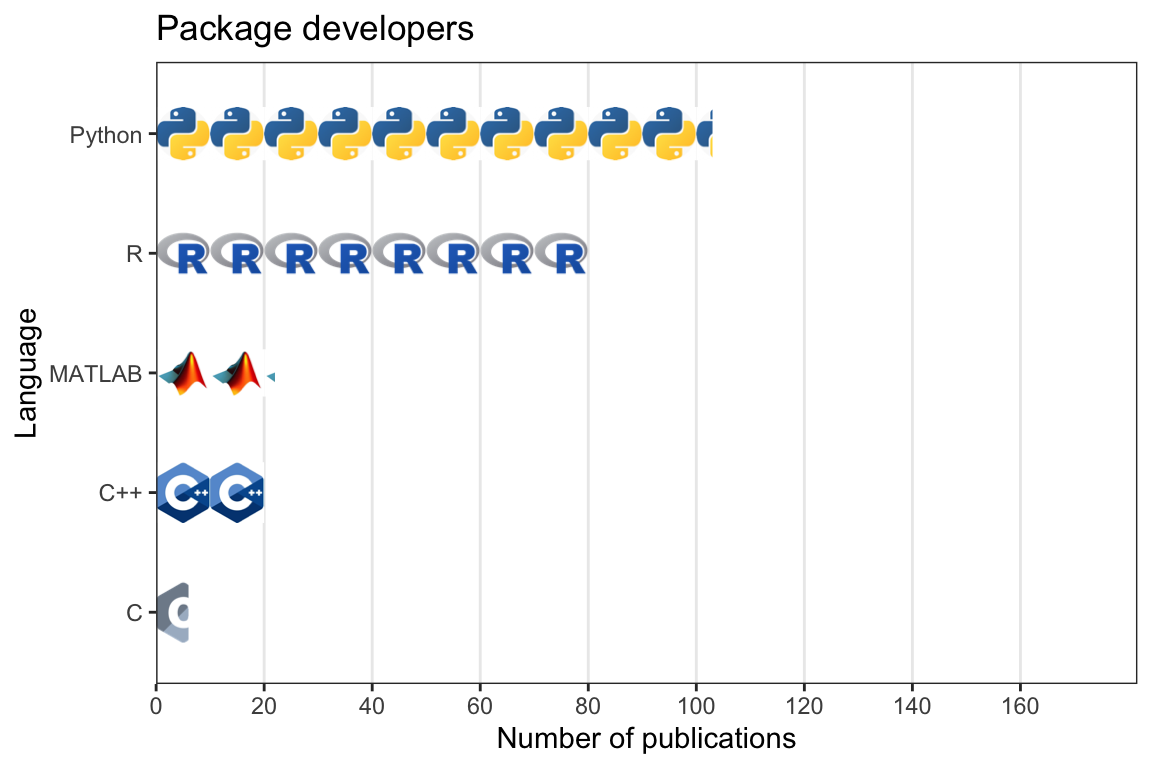 Package developers
Python
R
R R R R R R R R
MATLAB
C++
C++ C++
C
C
0 20 40 60 80 100 120 140 160
Number of publications
Language